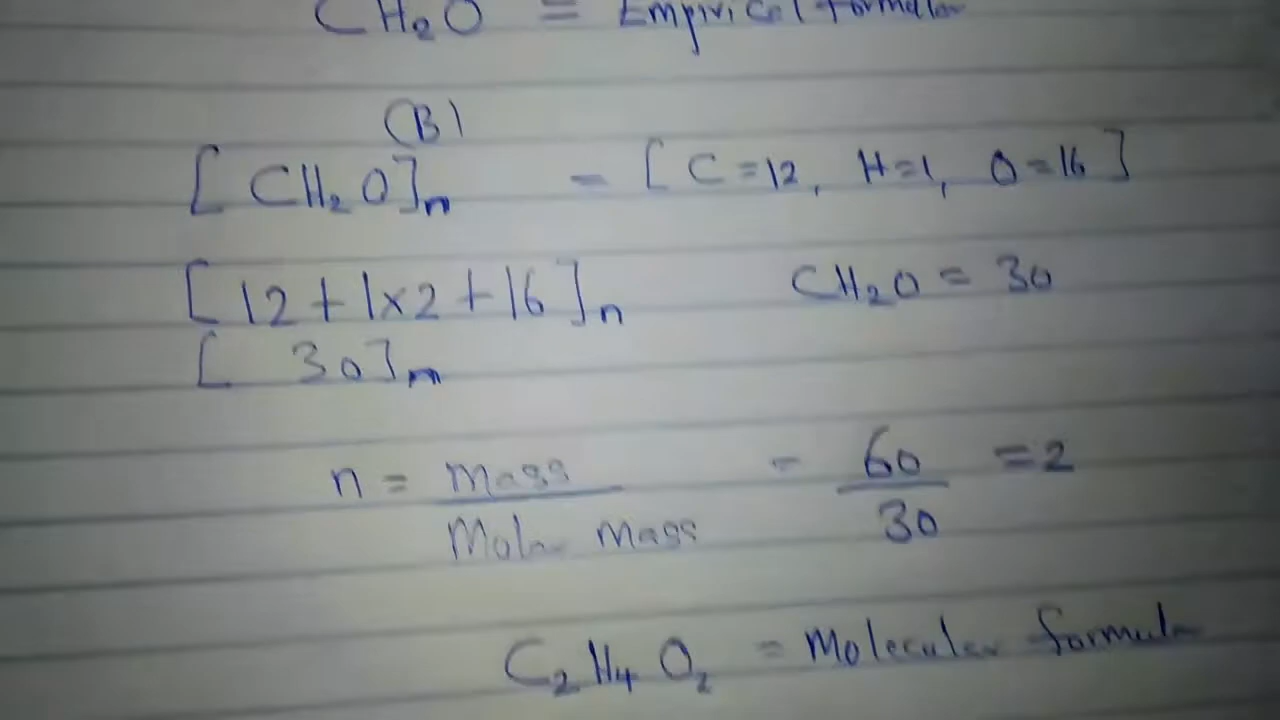 CH₂O = Empirical formular
(B)
[CH₂O]n - [C=12, H=1, O=16]
[12+1x2+16]n CH₂O = 30
[ 30]n
n = Mass / Molar Mass - 60 / 30 = 2
C₂H₄O₂ = Molecular formula